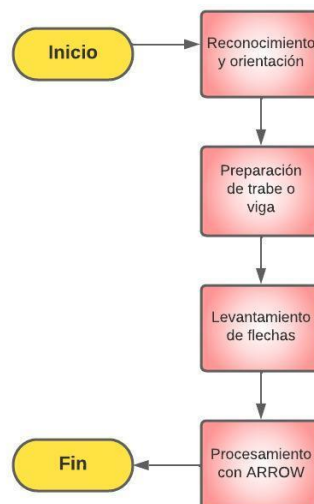 Inicio
Reconocimiento
y orientación
Preparación
de trabe o
viga
Levantamiento
de flechas
Procesamiento
con ARROW
Fin